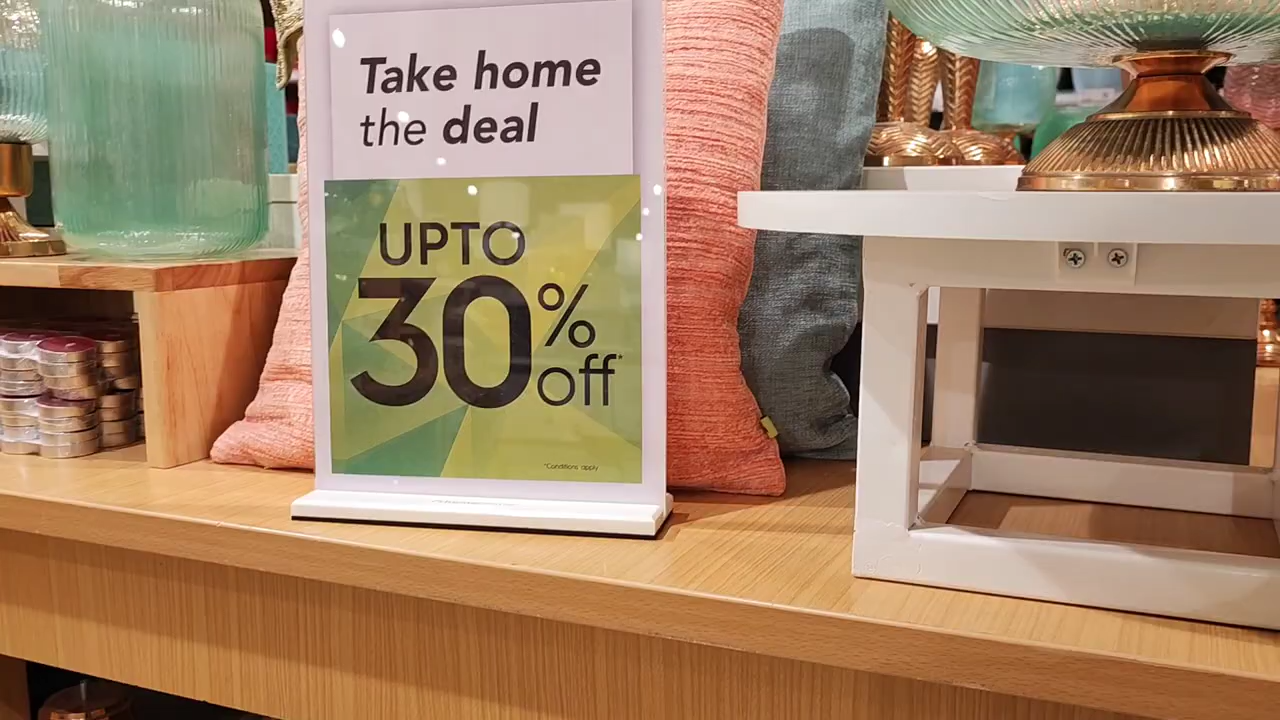 Take home
the deal
UPTO
30%
off*
*Conditions apply